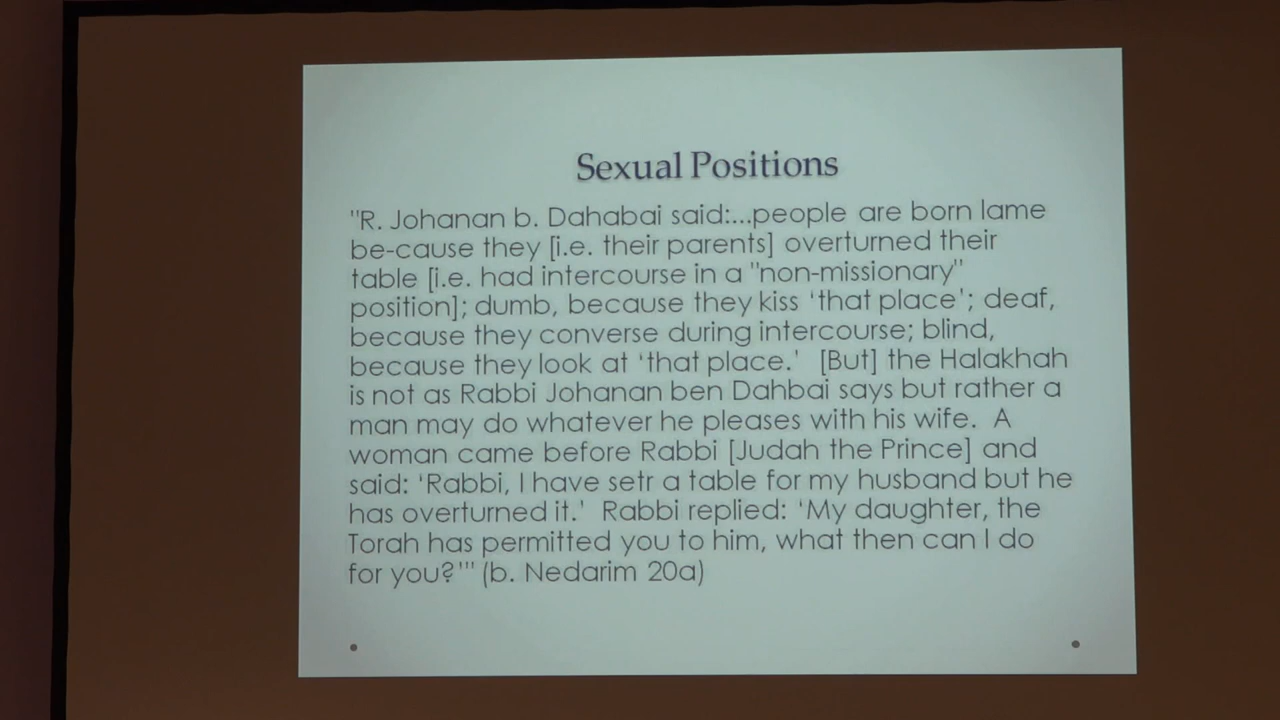 Sexual Positions
"R. Johanan b. Dahabai said:...people are born lame
be-cause they [i.e. their parents] overturned their
table [i.e. had intercourse in a "non-missionary"
position]; dumb, because they kiss ‘that place’; deaf,
because they converse during intercourse; blind,
because they look at ‘that place.’ [But] the Halakhah
is not as Rabbi Johanan ben Dahbai says but rather a
man may do whatever he pleases with his wife. A
woman came before Rabbi [Judah the Prince] and
said: ‘Rabbi, I have setr a table for my husband but he
has overturned it.’ Rabbi replied: ‘My daughter, the
Torah has permitted you to him, what then can I do
for you?’" (b. Nedarim 20a)